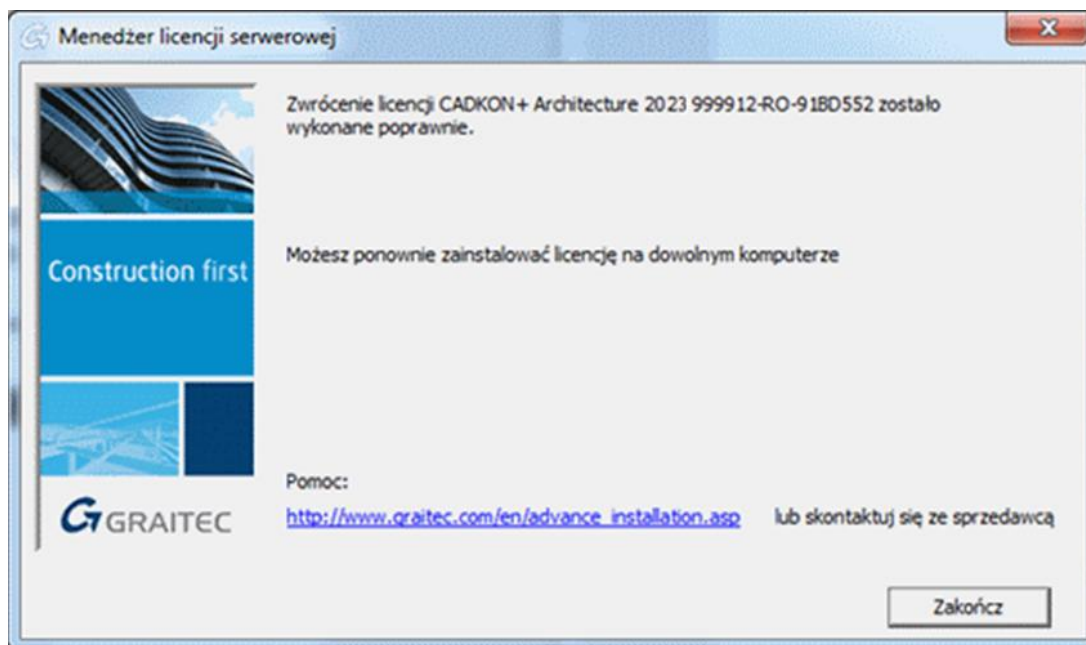 Menedżer licencji serwerowej
Zwrócenie licencji CADKON+ Architecture 2023 999912-RO-91BD552 zostało
wykonane poprawnie.
Możesz ponownie zainstalować licencję na dowolnym komputerze
Construction first
Pomoc:
http://www.graitec.com/en/advance_installation.asp lub skontaktuj się ze sprzedawcą
GRAITEC
Zakończ